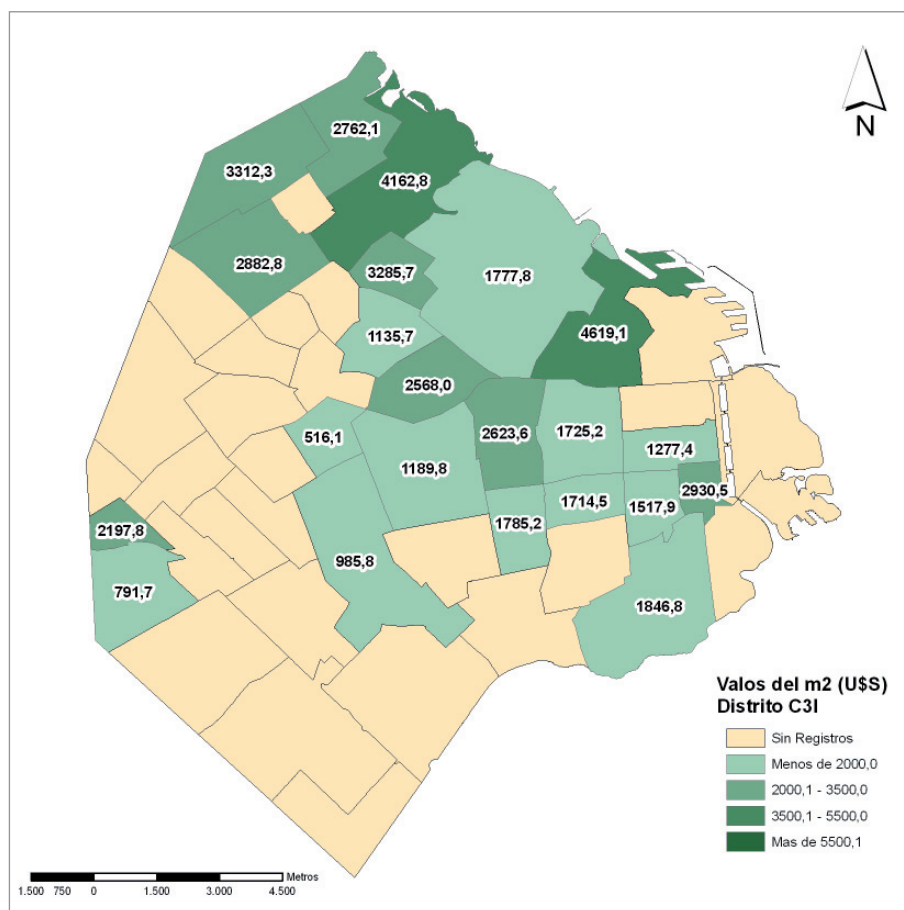 N
2762,1
3312,3
4162,8
2882,8
3285,7
1777,8
1135,7
4619,1
2568,0
516,1
2623,6
1725,2
1277,4
1189,8
2930,5
1785,2
1714,5
1517,9
2197,8
985,8
791,7
1846,8
Valos del m2 (U$S)
Distrito C3I
Sin Registros
Menos de 2000,0
2000,1 - 3500,0
3500,1 - 5500,0
Mas de 5500,1
Metros
1.500 750 0 1.500 3.000 4.500